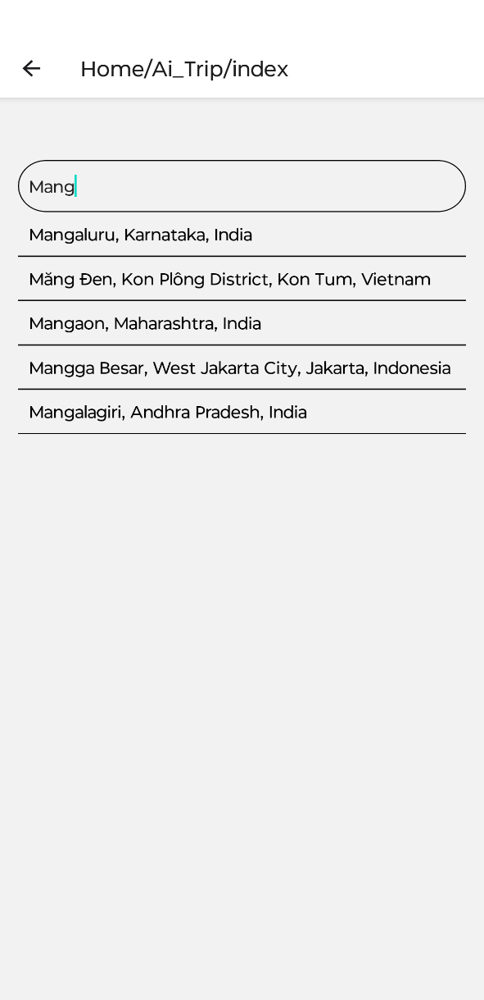 Home/Ai_Trip/index
Mang
Mangaluru, Karnataka, India
Măng Đen, Kon Plông District, Kon Tum, Vietnam
Mangaon, Maharashtra, India
Mangga Besar, West Jakarta City, Jakarta, Indonesia
Mangalagiri, Andhra Pradesh, India